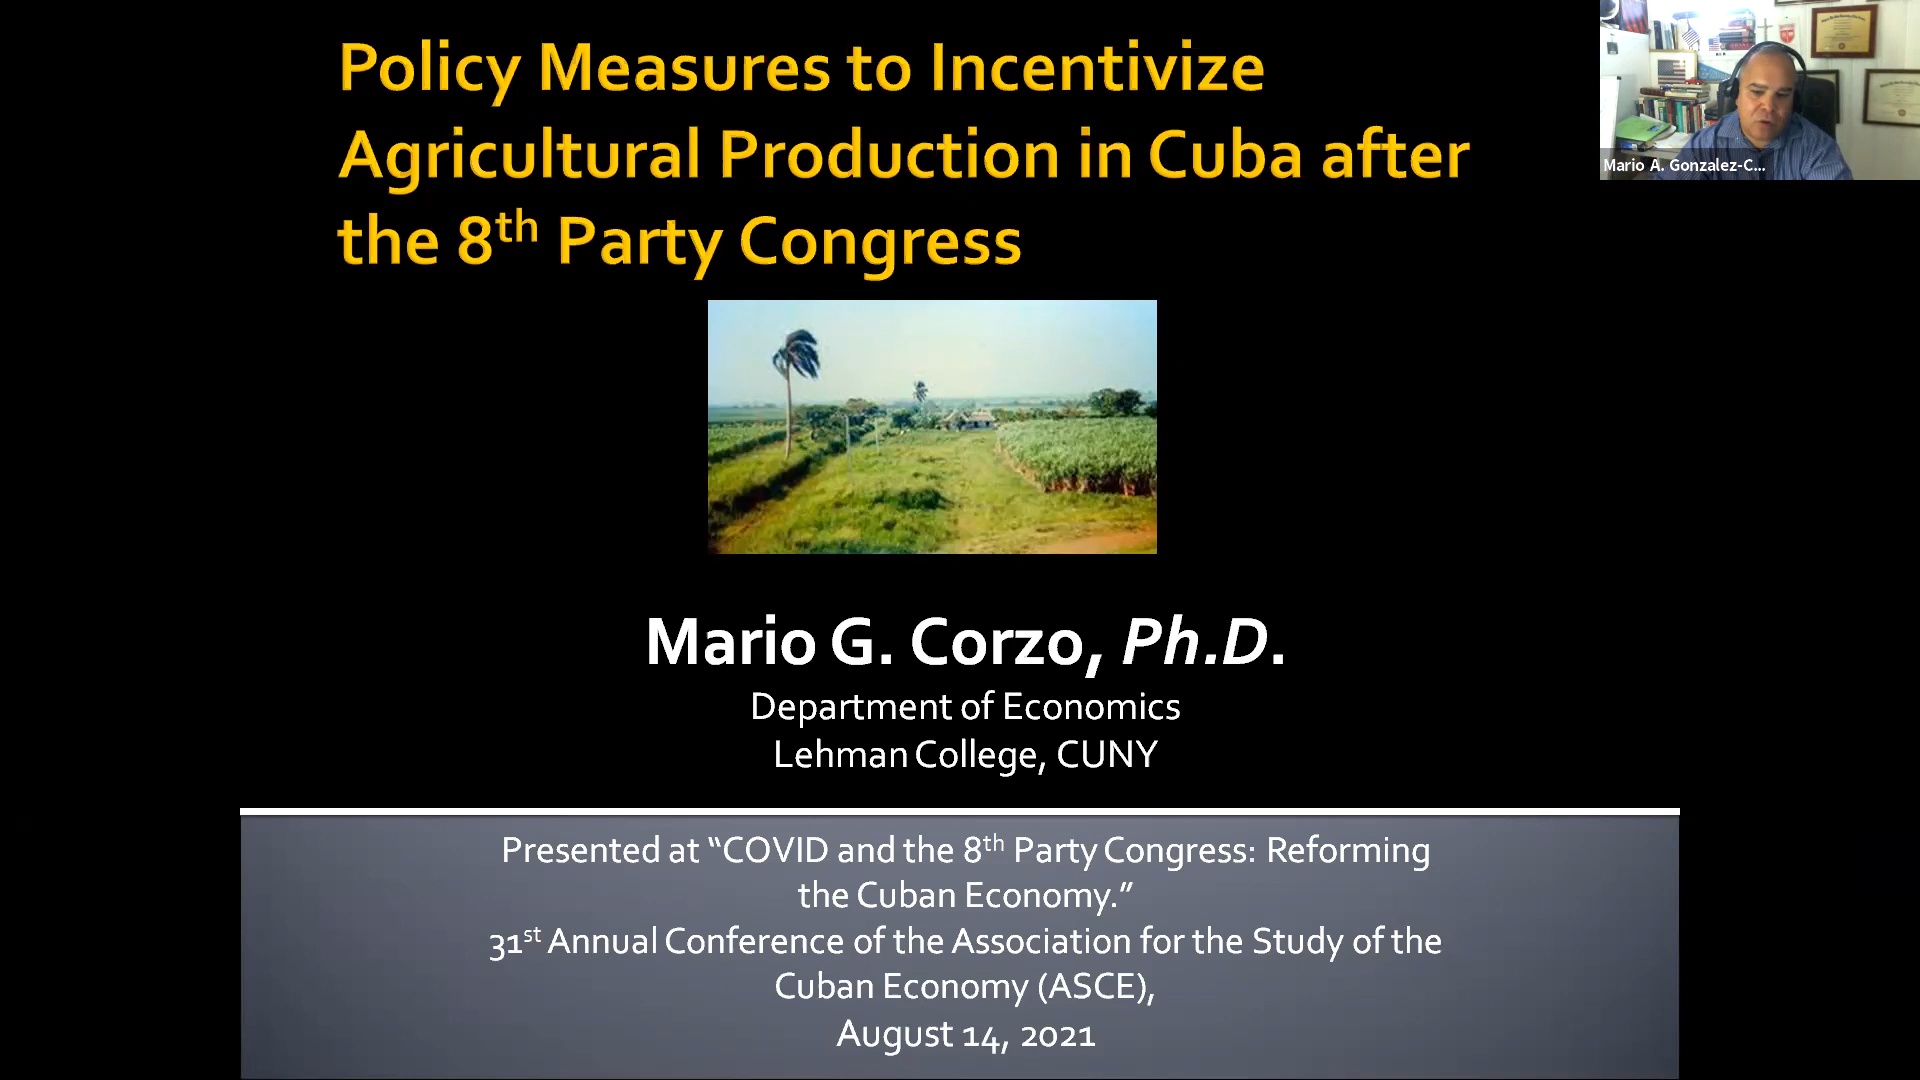 Policy Measures to Incentivize
Agricultural Production in Cuba after
the 8th Party Congress
Mario A. Gonzalez-C...
Mario G. Corzo, Ph.D.
Department of Economics
Lehman College, CUNY
Presented at “COVID and the 8th Party Congress: Reforming
the Cuban Economy.”
31st Annual Conference of the Association for the Study of the
Cuban Economy (ASCE),
August 14, 2021